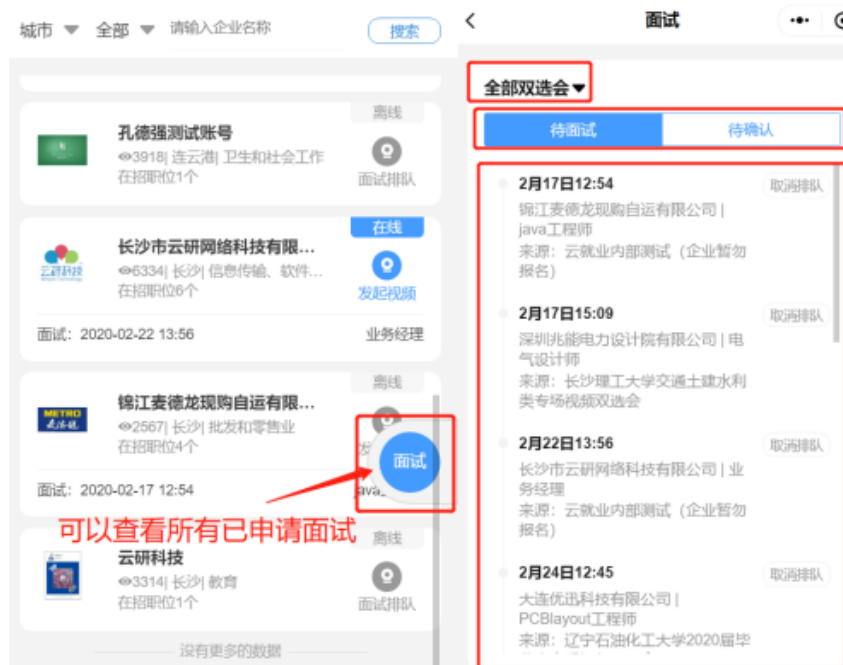 城市 全部 请输入企业名称 搜索
离线
孔德强测试账号
3918| 连云港| 卫生和社会工作
在招职位1个
面试排队
在线
长沙市云研网络科技有限...
6334| 长沙| 信息传输、软件...
在招职位6个
发起视频
云研科技
面试：2020-02-22 13:56 业务经理
离线
METRO
麦德龙
锦江麦德龙现购自运有限...
2567| 长沙| 批发和零售业
在招职位4个
面试
面试：2020-02-17 12:54
可以查看所有已申请面试
离线
云研科技
3314| 长沙| 教育
在招职位1个
面试排队
没有更多的数据
面试
全部双选会
待面试 待确认
2月17日12:54 取消排队
锦江麦德龙现购自运有限公司 |
java工程师
来源：云就业内部测试（企业暂勿
报名）
2月17日15:09 取消排队
深圳兆能电力设计院有限公司 | 电
气设计师
来源：长沙理工大学交通土建水利
类专场视频双选会
2月22日13:56 取消排队
长沙市云研网络科技有限公司 | 业
务经理
来源：云就业内部测试（企业暂勿
报名）
2月24日12:45 取消排队
大连优迅科技有限公司 |
PCBlayout工程师
来源：辽宁石油化工大学2020届毕